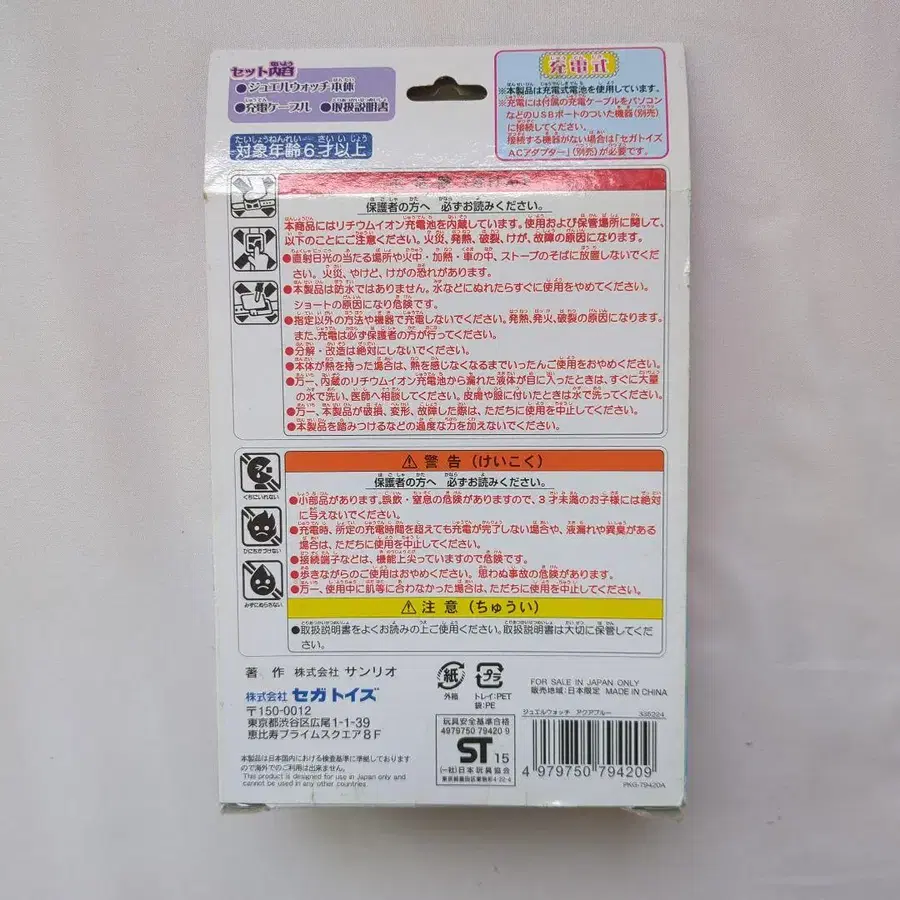 セット内容
●ジュエルウォッチ本体
●充電ケーブル ●取扱説明書
対象年齢6才以上
充電式
※本製品は充電式電池を使用しています。
※充電には付属の充電ケーブルをパソコン
などのUSBポートのついた機器(別売)
に接続してください。
接続する機器がない場合は「セガトイズ
ACアダプター」(別売)が必要です。
保護者の方へ 必ずお読みください。
本商品にはリチウムイオン充電池を内蔵しています。使用および保管場所に関して、
以下のことにご注意ください。火災、発熱、破裂、けが、故障の原因になります。
●直射日光の当たる場所や火中・加熱・車の中、ストーブのそばに放置しないでくだ
さい。火災、やけど、けがの恐れがあります。
●本製品は防水ではありません。水などにぬれたらすぐに使用をやめてください。
ショートの原因になり危険です。
●指定以外の方法や機器で充電しないでください。発熱、発火、破裂の原因になります。
また、充電は必ず保護者の方が行ってください。
●分解・改造は絶対にしないでください。
●本体が熱を持った場合は、熱を感じなくなるまでいったんご使用をおやめください。
●万一、内蔵のリチウムイオン充電池から漏れた液体が目に入ったときは、すぐに大量
の水で洗い、医師へ相談してください。皮膚や服に付いたときは水で洗ってください。
●万一、本製品が破損、変形、故障した際は、ただちに使用を中止してください。
●本製品を踏みつけるなどの過度な力を加えないでください。
⚠警告(けいこく)
保護者の方へ 必ずお読みください。
くちにいれない
●小部品があります。誤飲・窒息の危険がありますので、3才未満のお子様には絶対
に与えないでください。
ひにちかづけない
●充電時、所定の充電時間を超えても充電が完了しない場合や、液漏れや異臭がある
場合は、ただちに使用を中止してください。
●接続端子などは、機能上尖っていますので危険です。
みずにぬらさない
●歩きながらのご使用はおやめください。思わぬ事故の危険があります。
●万一、使用中に肌等に合わなかった場合は、ただちに使用を中止してください。
⚠注意(ちゅうい)
●取扱説明書をよくお読みの上ご使用ください。取扱説明書は大切に保管してくだ
さい。
著作 株式会社 サンリオ
株式会社 セガトイズ
〒150-0012
東京都渋谷区広尾1-1-39
恵比寿プライムスクエア8F
本製品は日本国内における検査基準に準拠しております
ので海外でのご利用は出来ません。
This product is designed for use in Japan only and
cannot be used in any other countries.
紙
外箱
プラ
トレイ:PET
袋:PE
玩具安全基準合格
4979750 79420 9
ST 15
(一社)日本玩具協会
東京都墨田区東駒形4-22-4
FOR SALE IN JAPAN ONLY
販売地域:日本限定 MADE IN CHINA
ジュエルウォッチ アクアブルー 335224
4 979750 794209
PKG-79420A